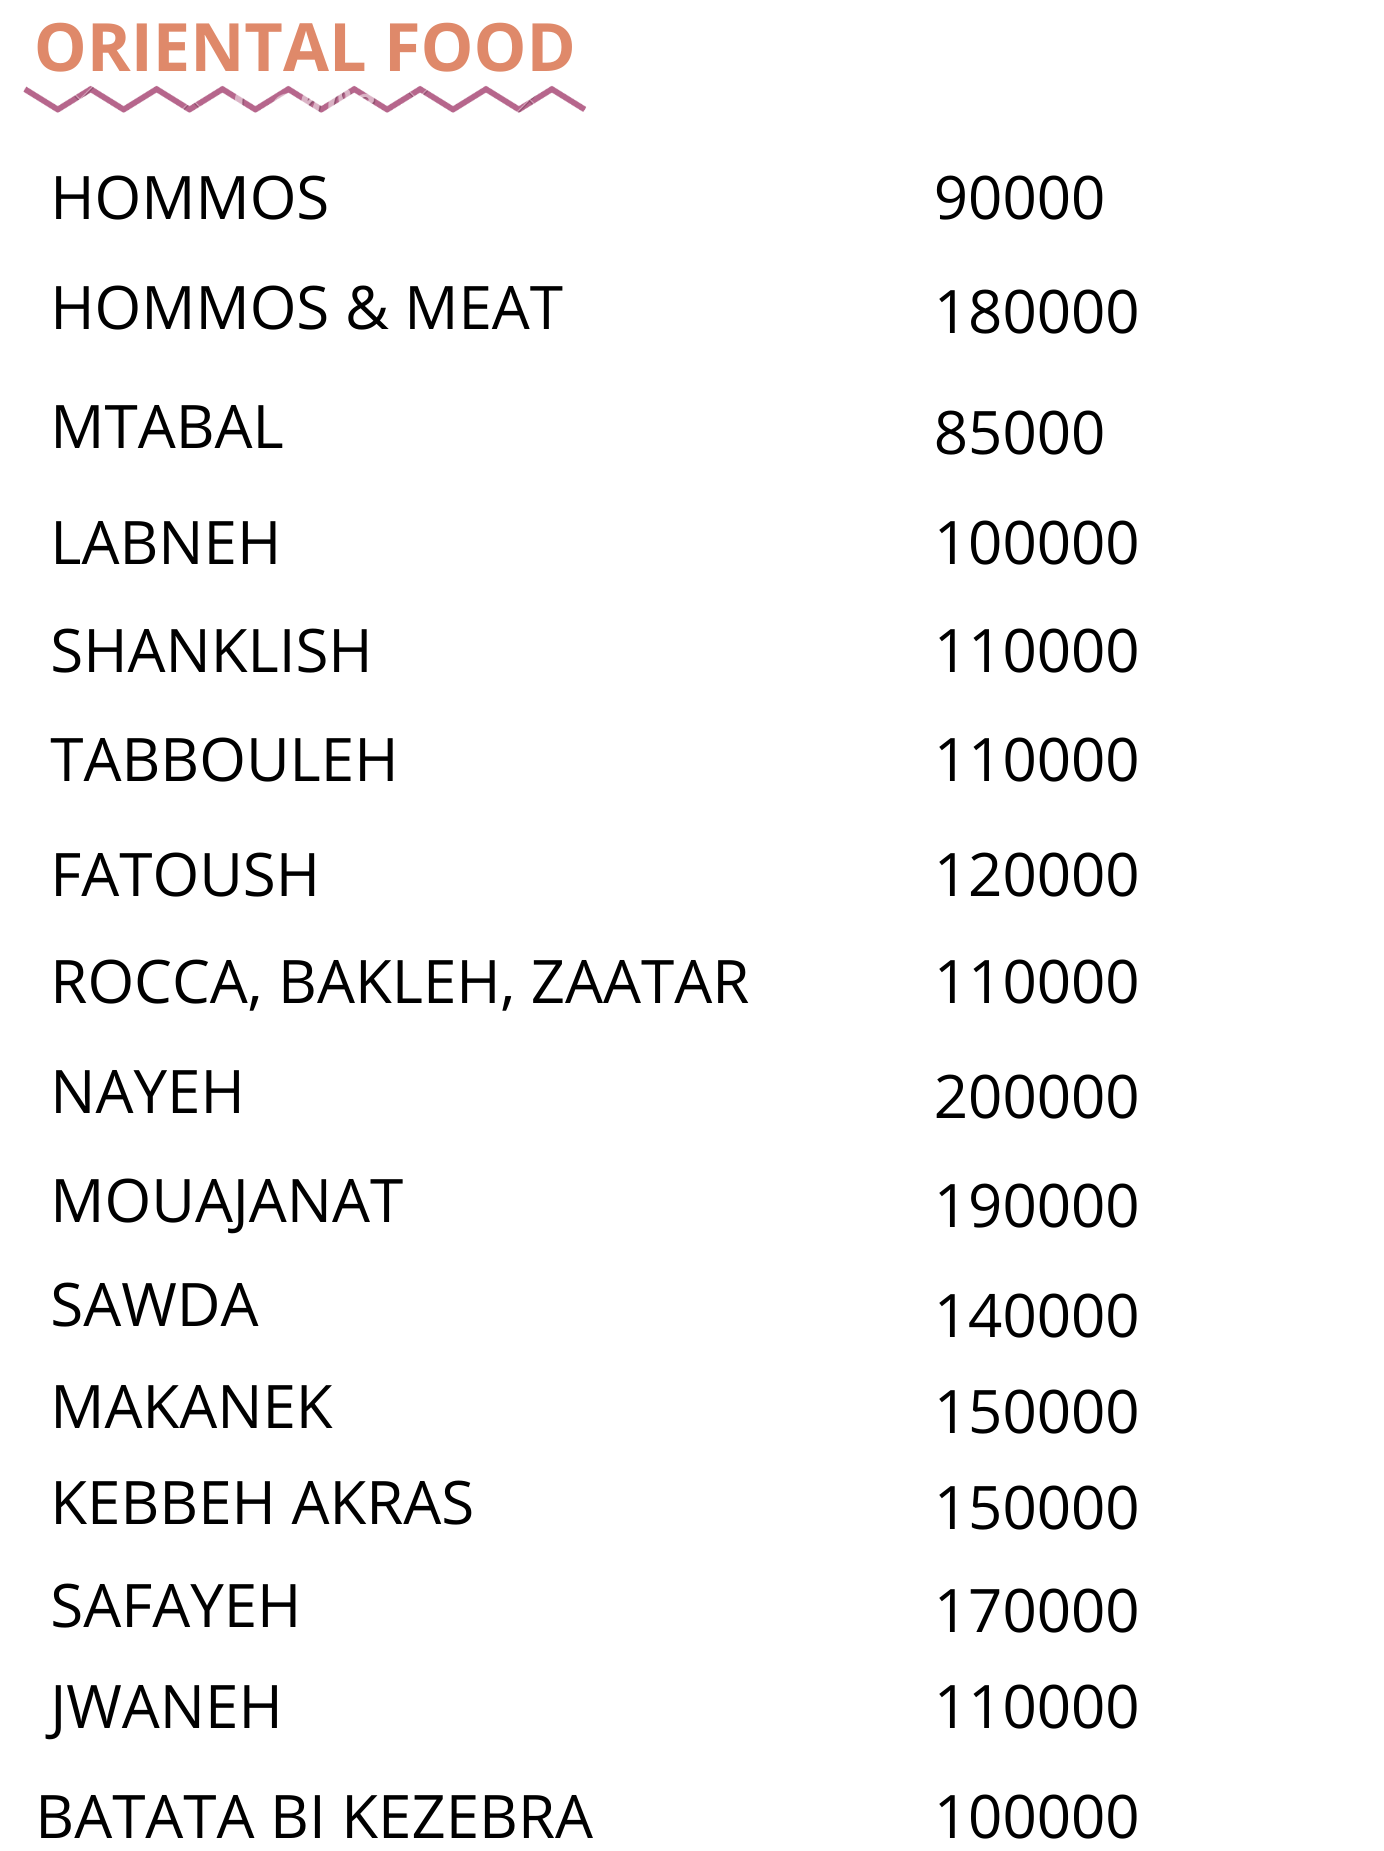 ORIENTAL FOOD
HOMMOS 90000
HOMMOS & MEAT 180000
MTABAL 85000
LABNEH 100000
SHANKLISH 110000
TABBOULEH 110000
FATOUSH 120000
ROCCA, BAKLEH, ZAATAR 110000
NAYEH 200000
MOUAJANAT 190000
SAWDA 140000
MAKANEK 150000
KEBBEH AKRAS 150000
SAFAYEH 170000
JWANEH 110000
BATATA BI KEZEBRA 100000